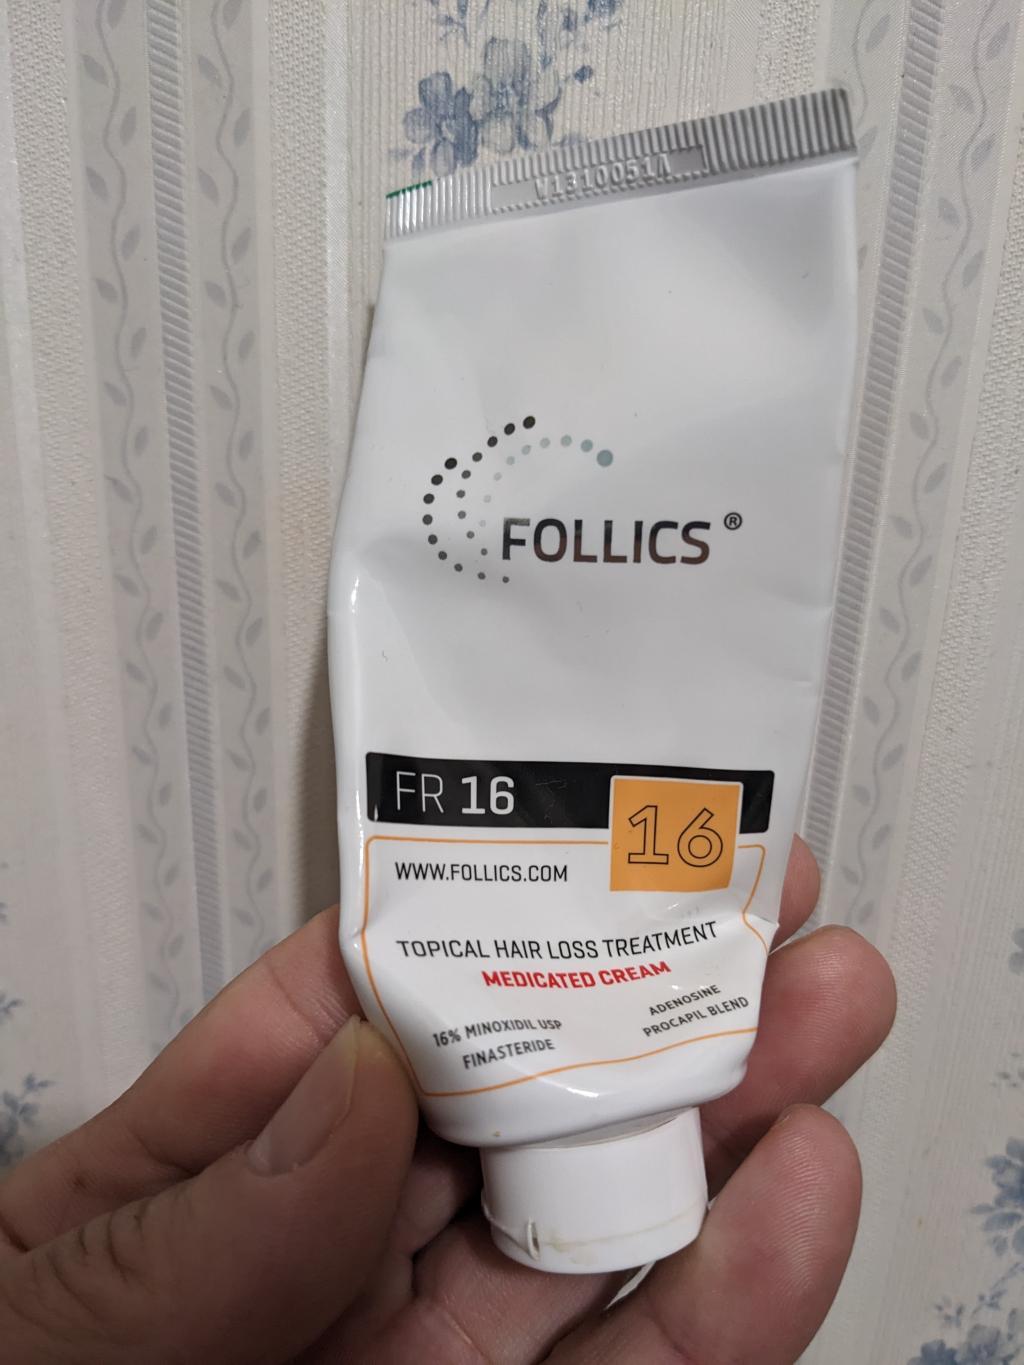 V1310051A
FOLLICS®
FR 16
16
WWW.FOLLICS.COM
TOPICAL HAIR LOSS TREATMENT
MEDICATED CREAM
16% MINOXIDIL USP
FINASTERIDE
ADENOSINE
PROCAPIL BLEND